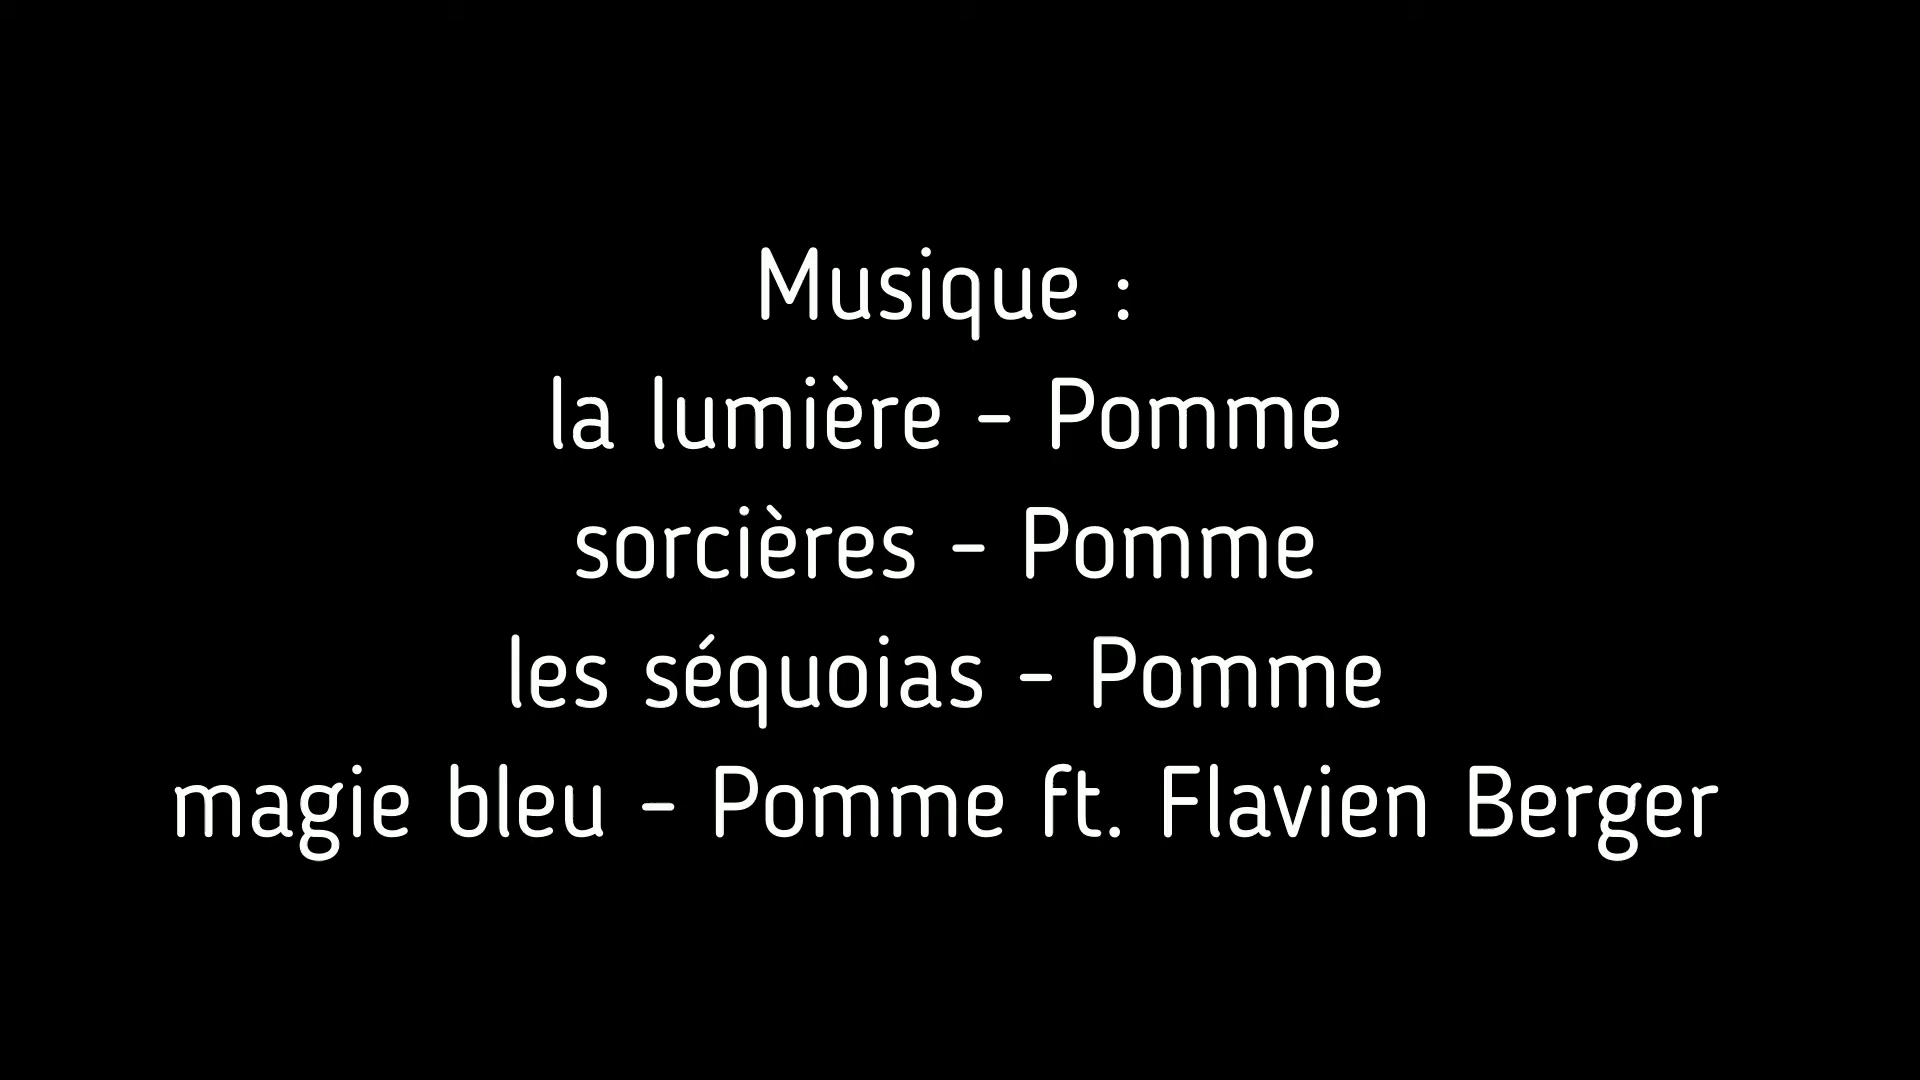 Musique :
la lumière - Pomme
sorcières - Pomme
les séquoias - Pomme
magie bleu - Pomme ft. Flavien Berger